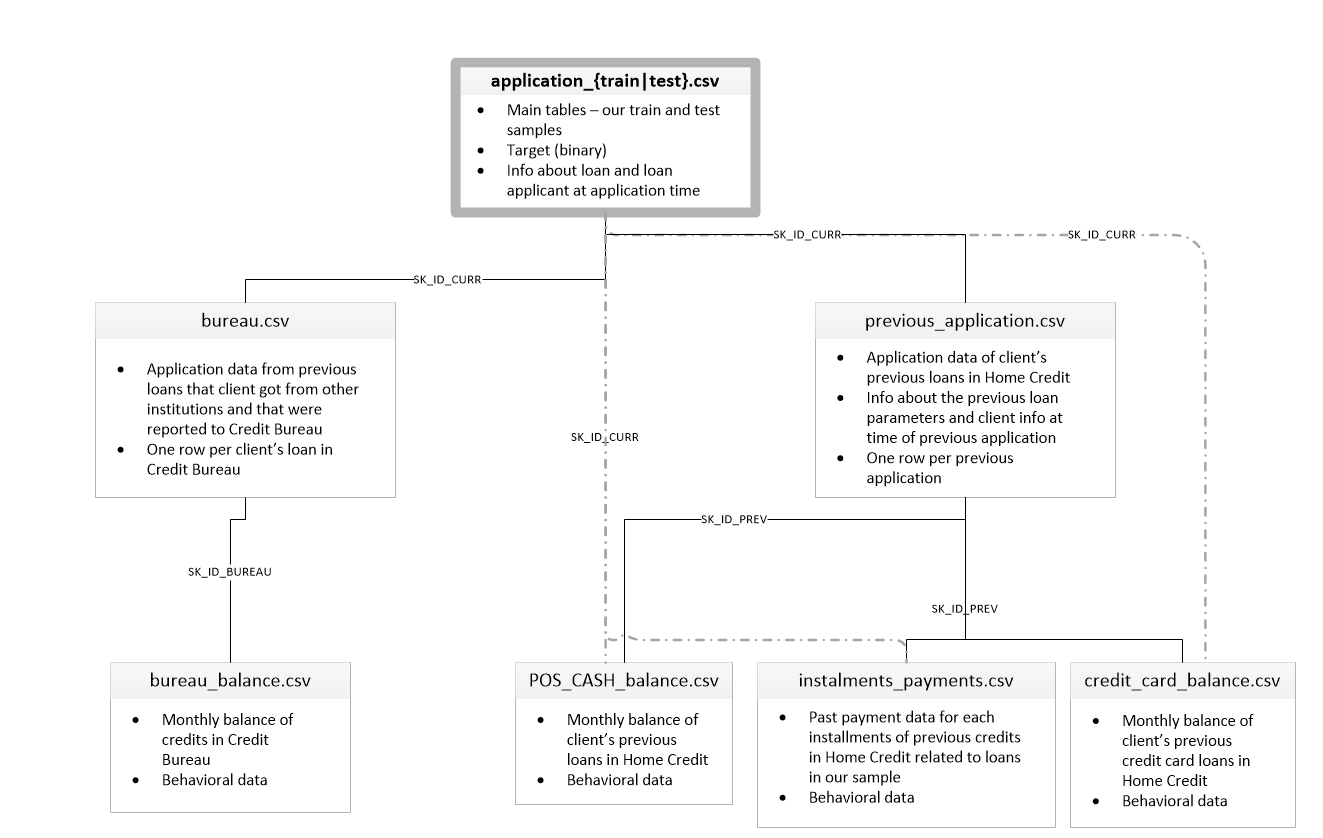 application_{train|test}.csv
• Main tables – our train and test
samples
• Target (binary)
• Info about loan and loan
applicant at application time
SK_ID_CURR
SK_ID_CURR
SK_ID_CURR
bureau.csv
• Application data from previous
loans that client got from other
institutions and that were
reported to Credit Bureau
• One row per client's loan in
Credit Bureau
previous_application.csv
• Application data of client's
previous loans in Home Credit
• Info about the previous loan
parameters and client info at
time of previous application
• One row per previous
application
SK_ID_CURR
SK_ID_PREV
SK_ID_BUREAU
SK_ID_PREV
bureau_balance.csv
• Monthly balance of
credits in Credit
Bureau
• Behavioral data
POS_CASH_balance.csv
• Monthly balance of
client's previous
loans in Home Credit
• Behavioral data
instalments_payments.csv
• Past payment data for each
installments of previous credits
in Home Credit related to loans
in our sample
• Behavioral data
credit_card_balance.csv
• Monthly balance of
client's previous
credit card loans in
Home Credit
• Behavioral data